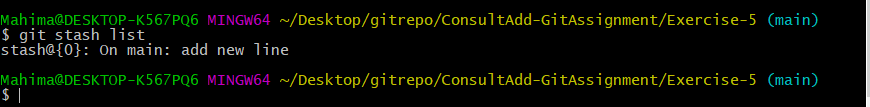 Mahima@DESKTOP-K567PQ6 MINGW64 ~/Desktop/gitrepo/ConsultAdd-GitAssignment/Exercise-5 (main)
$ git stash list
stash@{0}: On main: add new line
Mahima@DESKTOP-K567PQ6 MINGW64 ~/Desktop/gitrepo/ConsultAdd-GitAssignment/Exercise-5 (main)
$